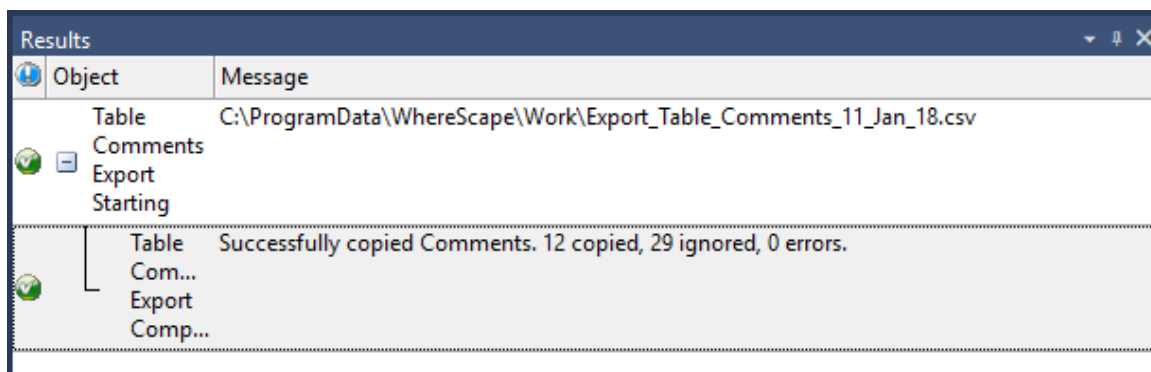 Results
Object Message
Table C:\ProgramData\WhereScape\Work\Export_Table_Comments_11_Jan_18.csv
Comments
Export
Starting
Table Successfully copied Comments. 12 copied, 29 ignored, 0 errors.
Com...
Export
Comp...